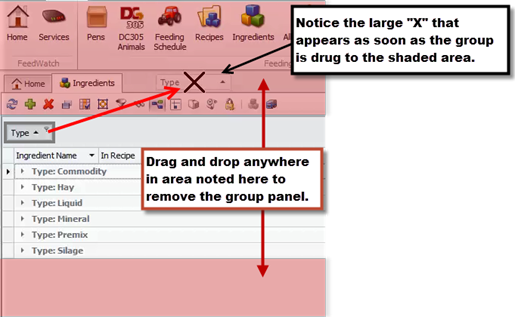 Home
Services
Pens
DC305
DC305
Animals
Feeding
Schedule
Recipes
Ingredients
FeedWatch
Feeding
Notice the large "X" that
appears as soon as the group
is drug to the shaded area.
Home
Ingredients
Type
Type
Ingredient Name
In Recipe
Type: Commodity
Type: Hay
Type: Liquid
Type: Mineral
Type: Premix
Type: Silage
Drag and drop anywhere
in area noted here to
remove the group panel.